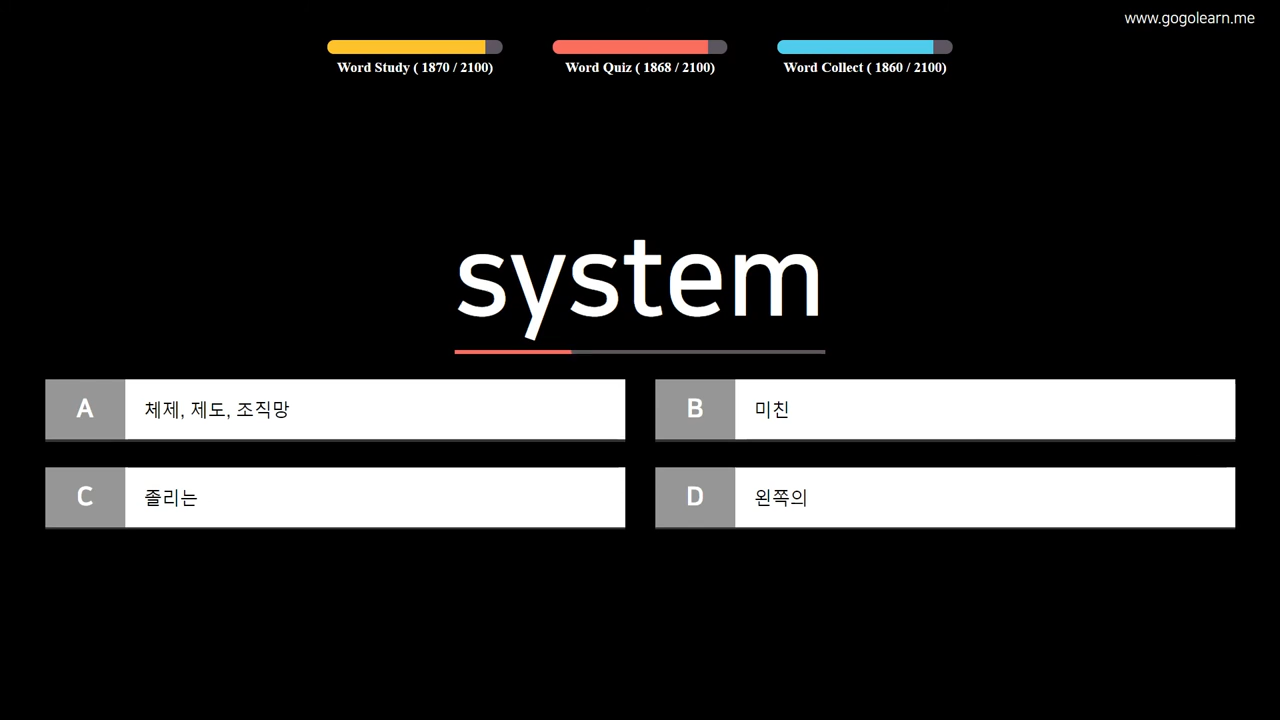 www.gogolearn.me
Word Study ( 1870 / 2100)
Word Quiz ( 1868 / 2100)
Word Collect ( 1860 / 2100)
system
A 체제, 제도, 조직망
B 미친
C 졸리는
D 왼쪽의